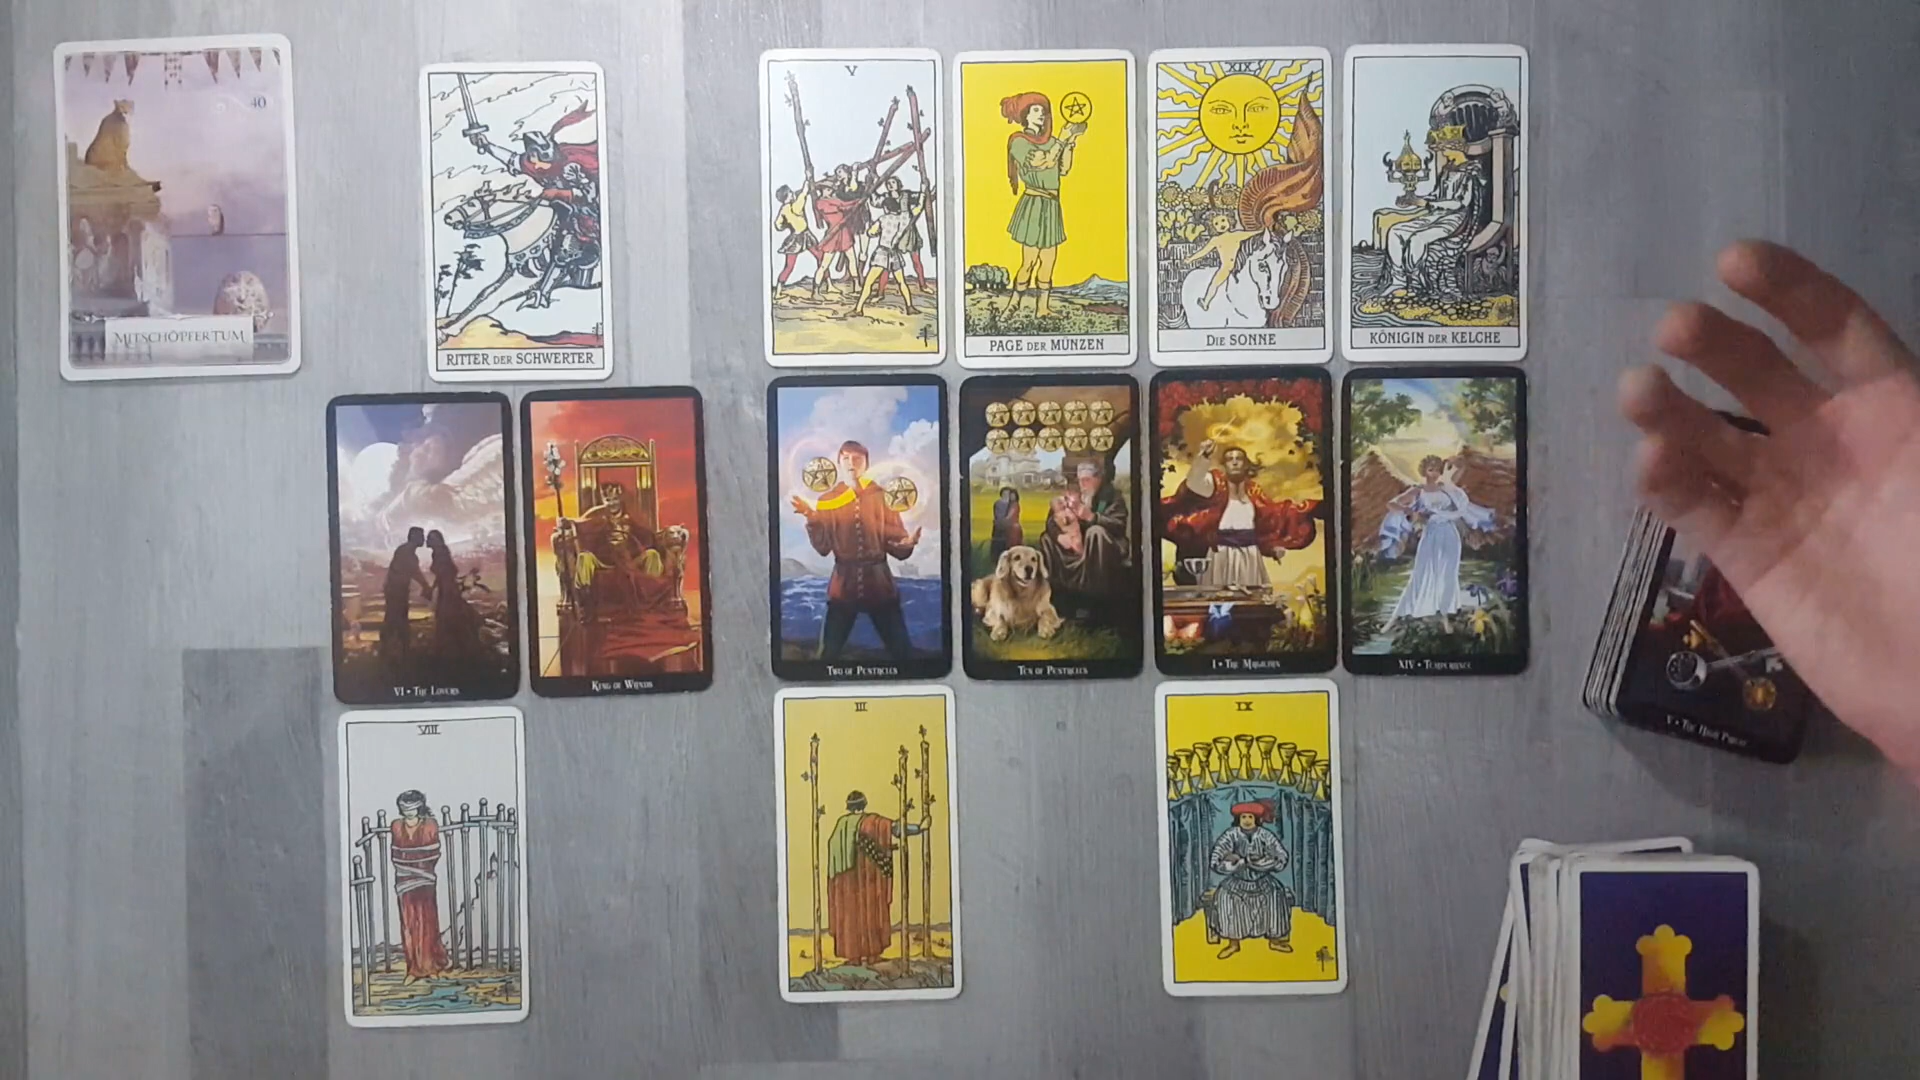 40
MITSCHÖPFERTUM
RITTER DER SCHWERTER
V
PAGE DER MÜNZEN
XIX
DIE SONNE
KÖNIGIN DER KELCHE
VI • THE LOVERS
KING OF WANDS
TWO OF PENTACLES
TEN OF PENTACLES
I • THE MAGICIAN
XIV • TEMPERANCE
V • THE HIGH PRIEST
VIII
III
IX